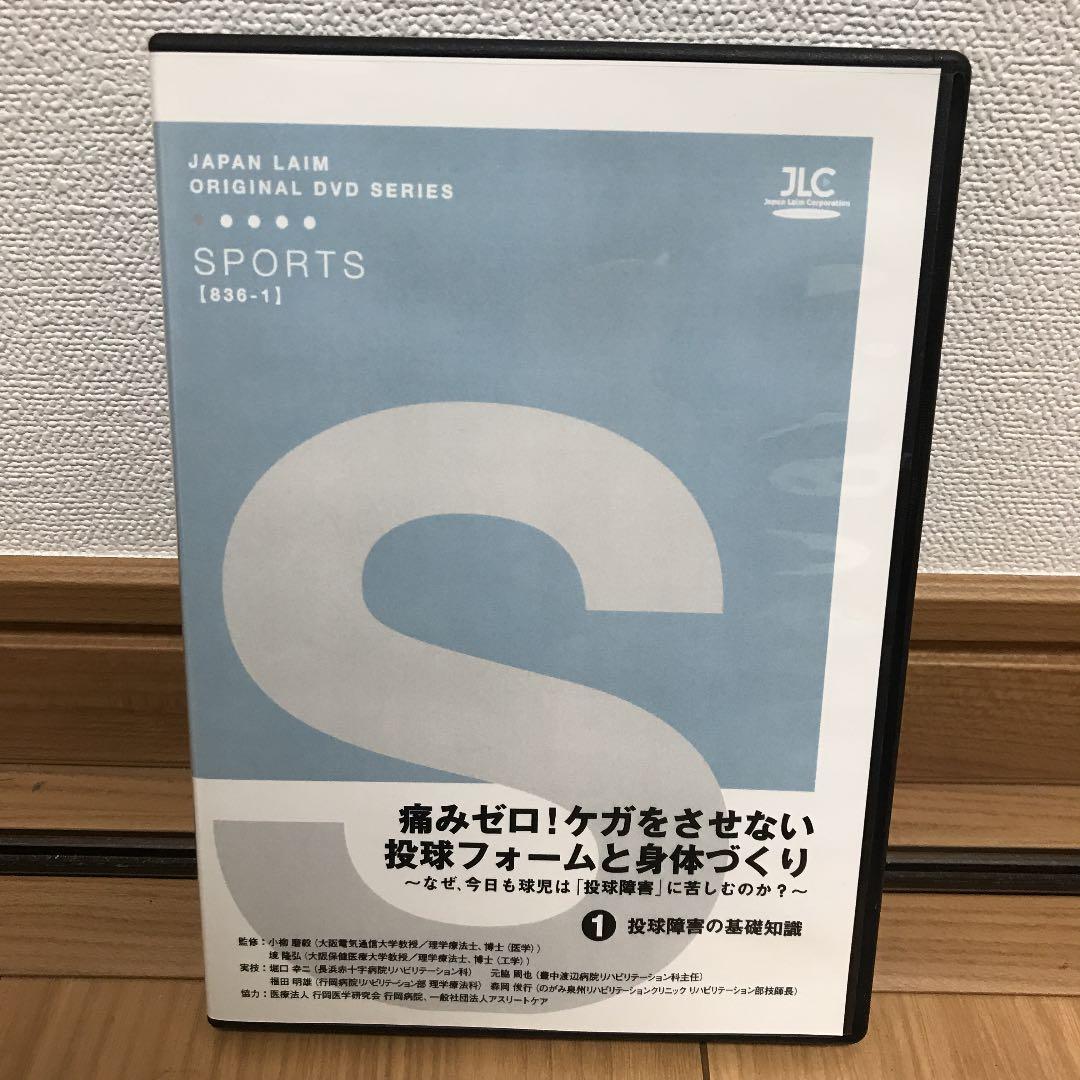 JAPAN LAIM
ORIGINAL DVD SERIES
SPORTS
【836-1】
JLC
Japan Laim Corporation
S
痛みゼロ!ケガをさせない
投球フォームと身体づくり
〜なぜ、今日も球児は「投球障害」に苦しむのか?〜
1 投球障害の基礎知識
監修:小柳 磨毅(大阪電気通信大学教授/理学療法士、博士(医学))
境 隆弘(大阪保健医療大学教授/理学療法士、博士(工学))
実技:堀口 幸二(長浜赤十字病院リハビリテーション科) 元脇 周也(豊中渡辺病院リハビリテーション科主任)
福田 明雄(行岡病院リハビリテーション部 理学療法科) 森岡 俊行(のがみ泉州リハビリテーションクリニック リハビリテーション部技師長)
協力:医療法人 行岡医学研究会 行岡病院、一般社団法人アスリートケア